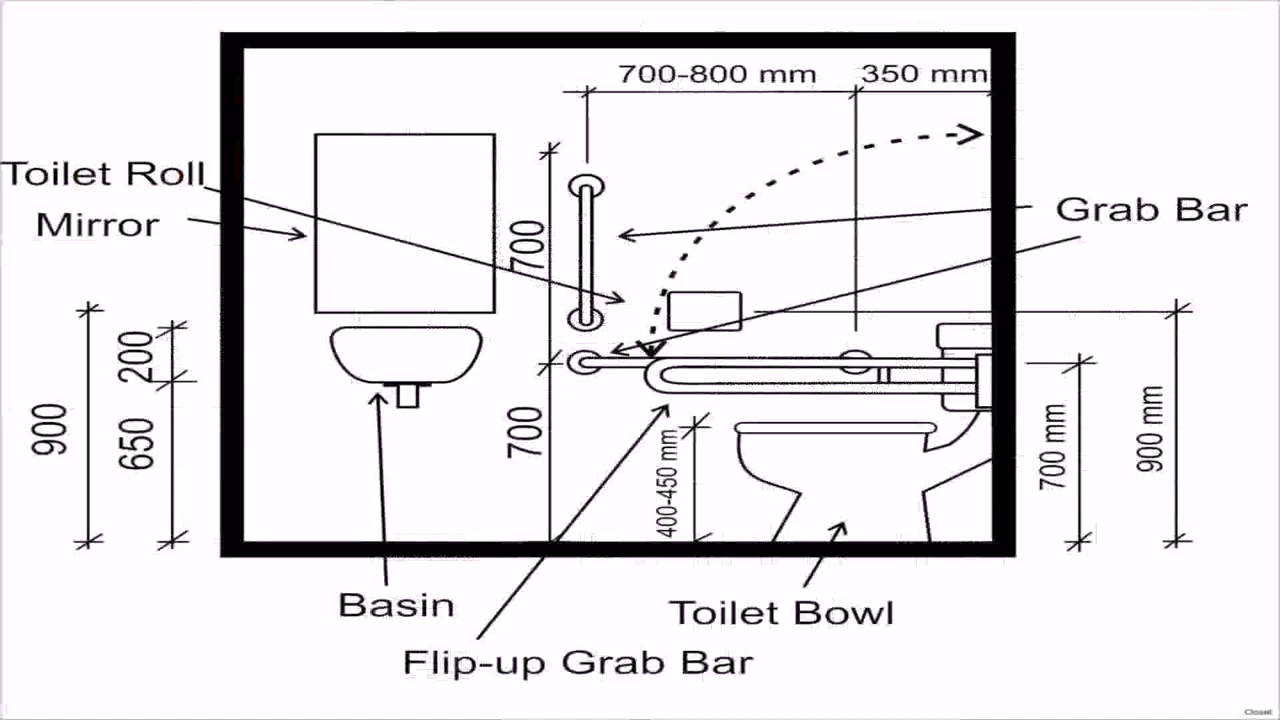 700-800 mm
350 mm
Toilet Roll
Mirror
Grab Bar
700
200
900
650
700
400-450 mm
700 mm
900 mm
Basin
Toilet Bowl
Flip-up Grab Bar
Closet